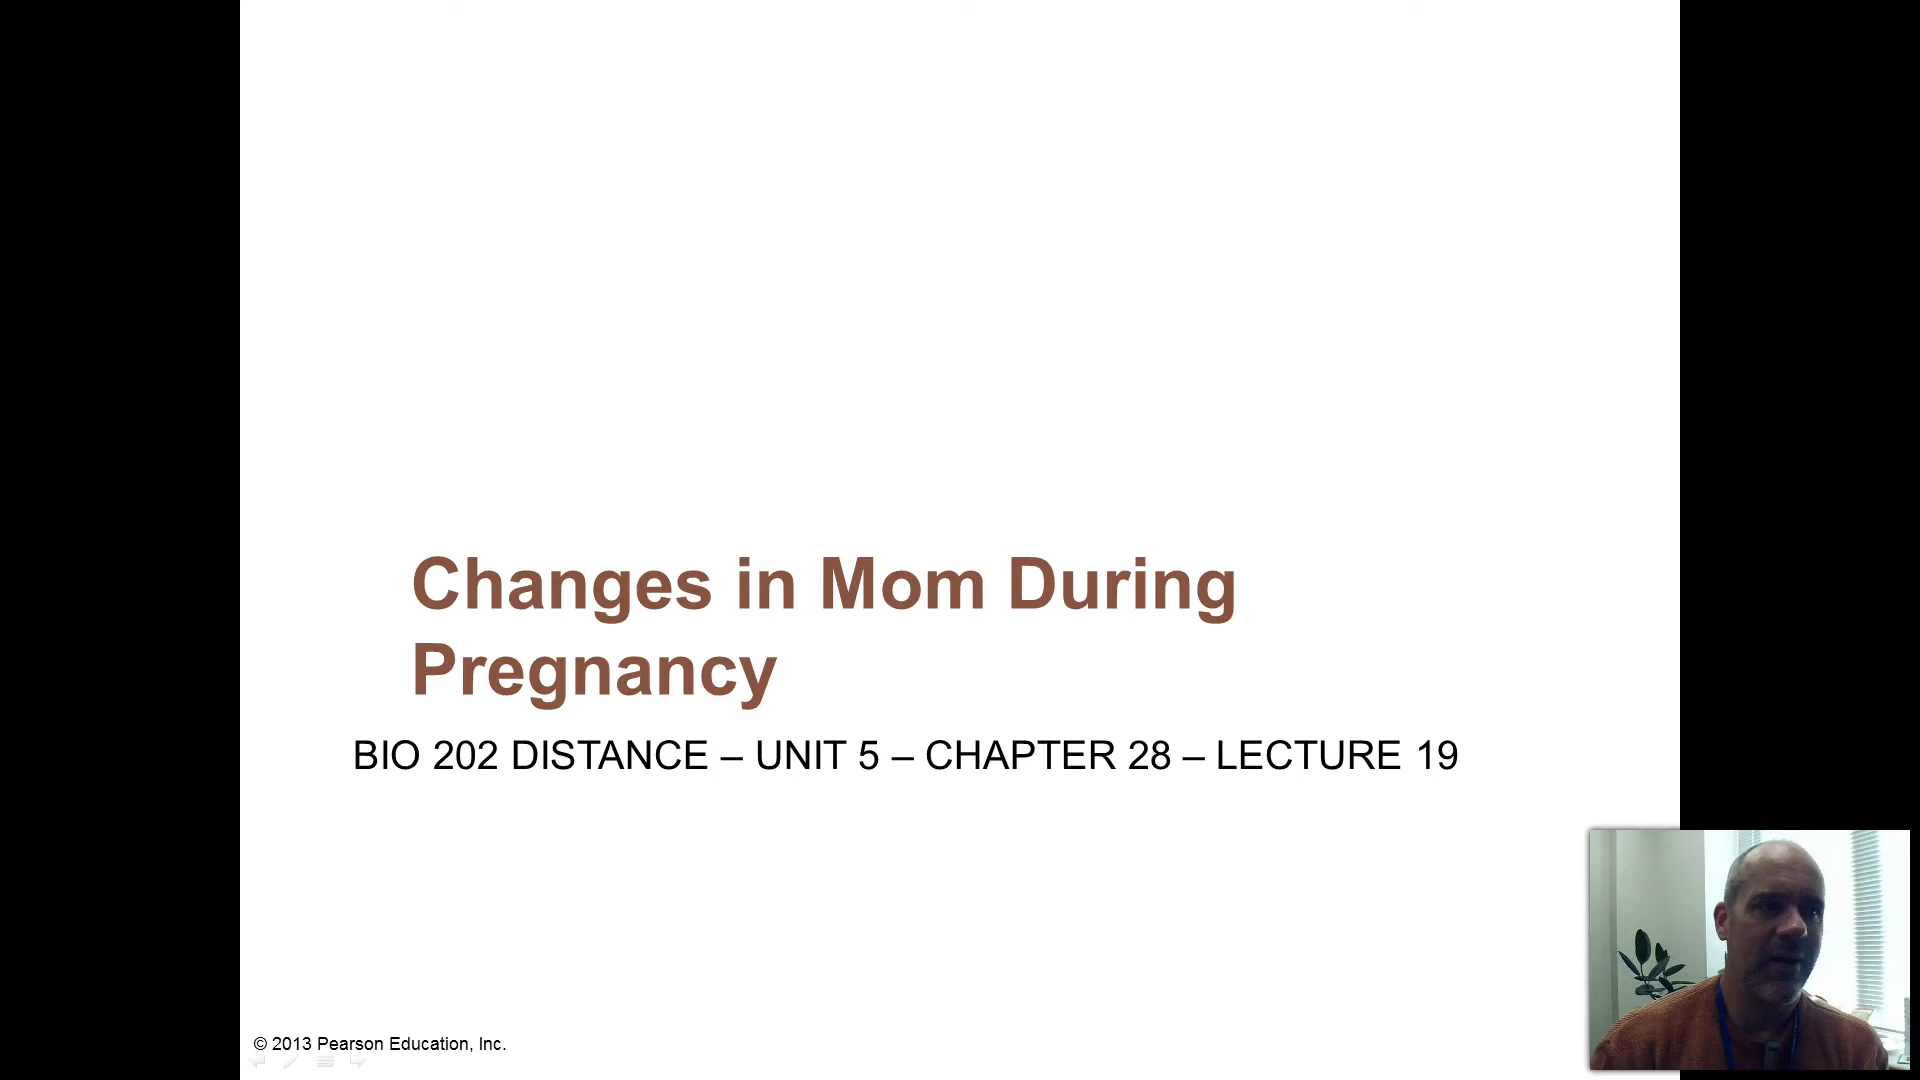 Changes in Mom During
Pregnancy
BIO 202 DISTANCE – UNIT 5 – CHAPTER 28 – LECTURE 19
© 2013 Pearson Education, Inc.